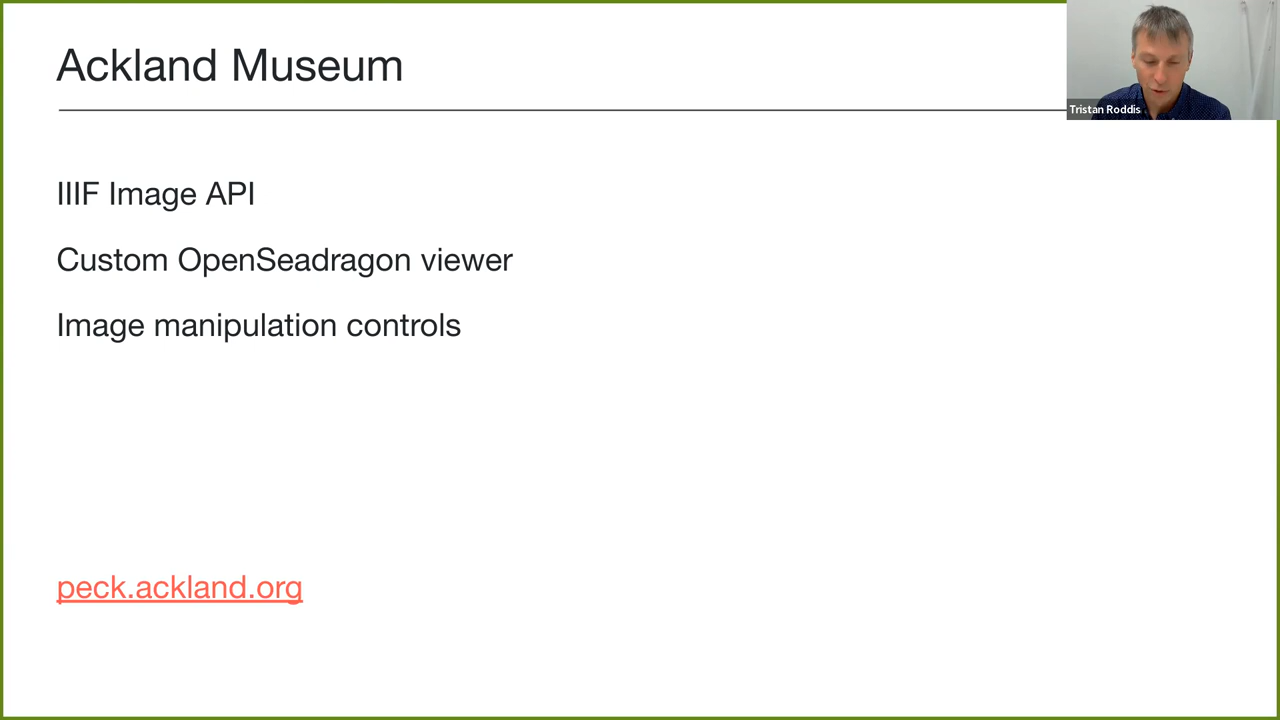 Ackland Museum
Tristan Roddis
IIIF Image API
Custom OpenSeadragon viewer
Image manipulation controls
peck.ackland.org